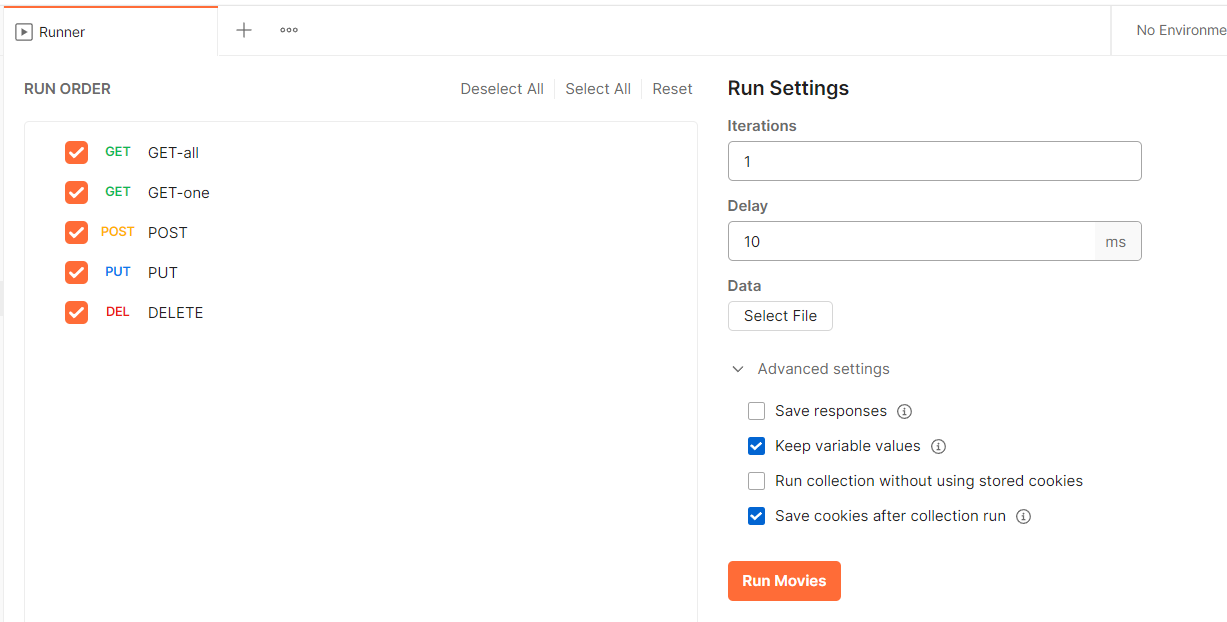 Runner
No Environme
RUN ORDER
Deselect All
Select All
Reset
GET GET-all
GET GET-one
POST POST
PUT PUT
DEL DELETE
Run Settings
Iterations
1
Delay
10 ms
Data
Select File
Advanced settings
Save responses
Keep variable values
Run collection without using stored cookies
Save cookies after collection run
Run Movies